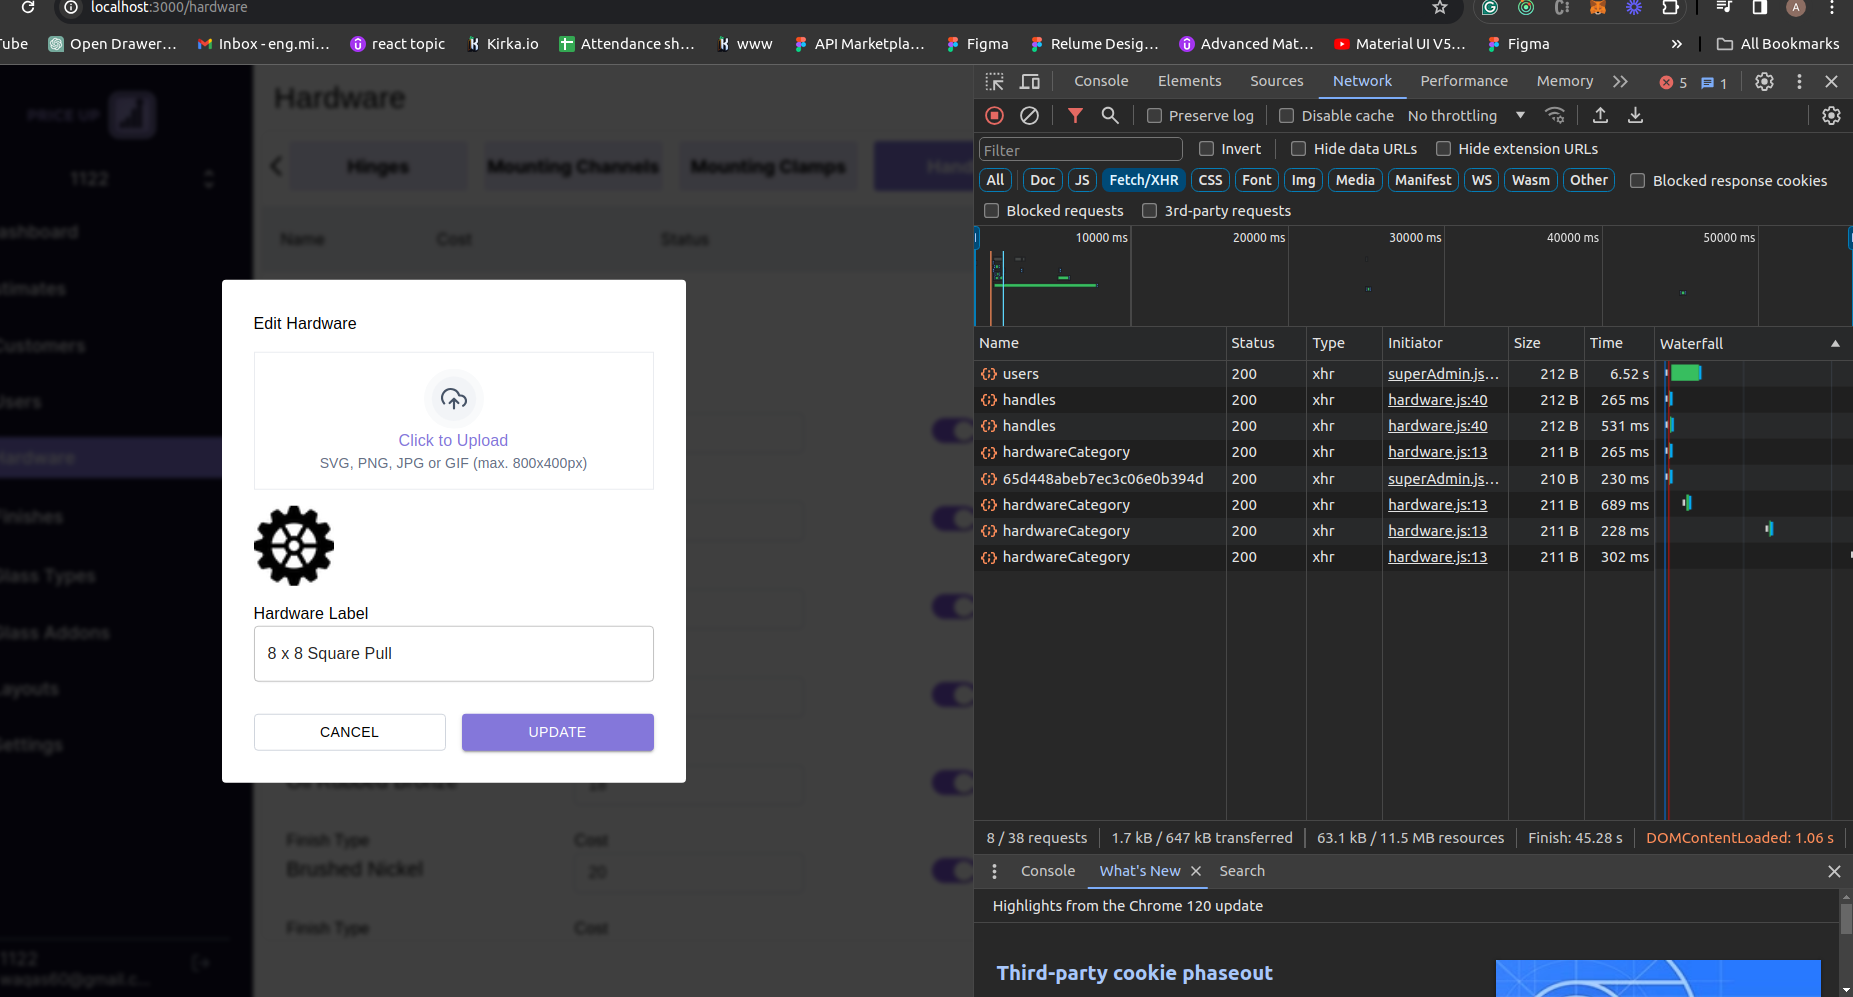 localhost:3000/hardware
Tube
Open Drawer...
Inbox - eng.mi...
react topic
Kirka.io
Attendance sh...
www
API Marketpla...
Figma
Relume Desig...
Advanced Mat...
Material UI V5...
Figma
»
All Bookmarks
PRICE UP
Hardware
1122
Hinges
Mounting Channels
Mounting Clamps
Name
Cost
Status
Customers
Hardware
Glass Types
Glass Addons
Edit Hardware
Click to Upload
SVG, PNG, JPG or GIF (max. 800x400px)
Hardware Label
8 x 8 Square Pull
CANCEL
UPDATE
Oil Rubbed Bronze
Finish Type
Cost
Brushed Nickel
20
Finish Type
Cost
1122
Console
Elements
Sources
Network
Performance
Memory
5
1
Preserve log
Disable cache
No throttling
Filter
Invert
Hide data URLs
Hide extension URLs
All
Doc
JS
Fetch/XHR
CSS
Font
Img
Media
Manifest
WS
Wasm
Other
Blocked response cookies
Blocked requests
3rd-party requests
10000 ms
20000 ms
30000 ms
40000 ms
50000 ms
Name Status Type Initiator Size Time Waterfall
users 200 xhr superAdmin.js... 212 B 6.52 s
handles 200 xhr hardware.js:40 212 B 265 ms
handles 200 xhr hardware.js:40 212 B 531 ms
hardwareCategory 200 xhr hardware.js:13 211 B 265 ms
65d448abeb7ec3c06e0b394d 200 xhr superAdmin.js... 210 B 230 ms
hardwareCategory 200 xhr hardware.js:13 211 B 689 ms
hardwareCategory 200 xhr hardware.js:13 211 B 228 ms
hardwareCategory 200 xhr hardware.js:13 211 B 302 ms
8 / 38 requests
1.7 kB / 647 kB transferred
63.1 kB / 11.5 MB resources
Finish: 45.28 s
DOMContentLoaded: 1.06 s
Console
What's New
Search
Highlights from the Chrome 120 update
Third-party cookie phaseout